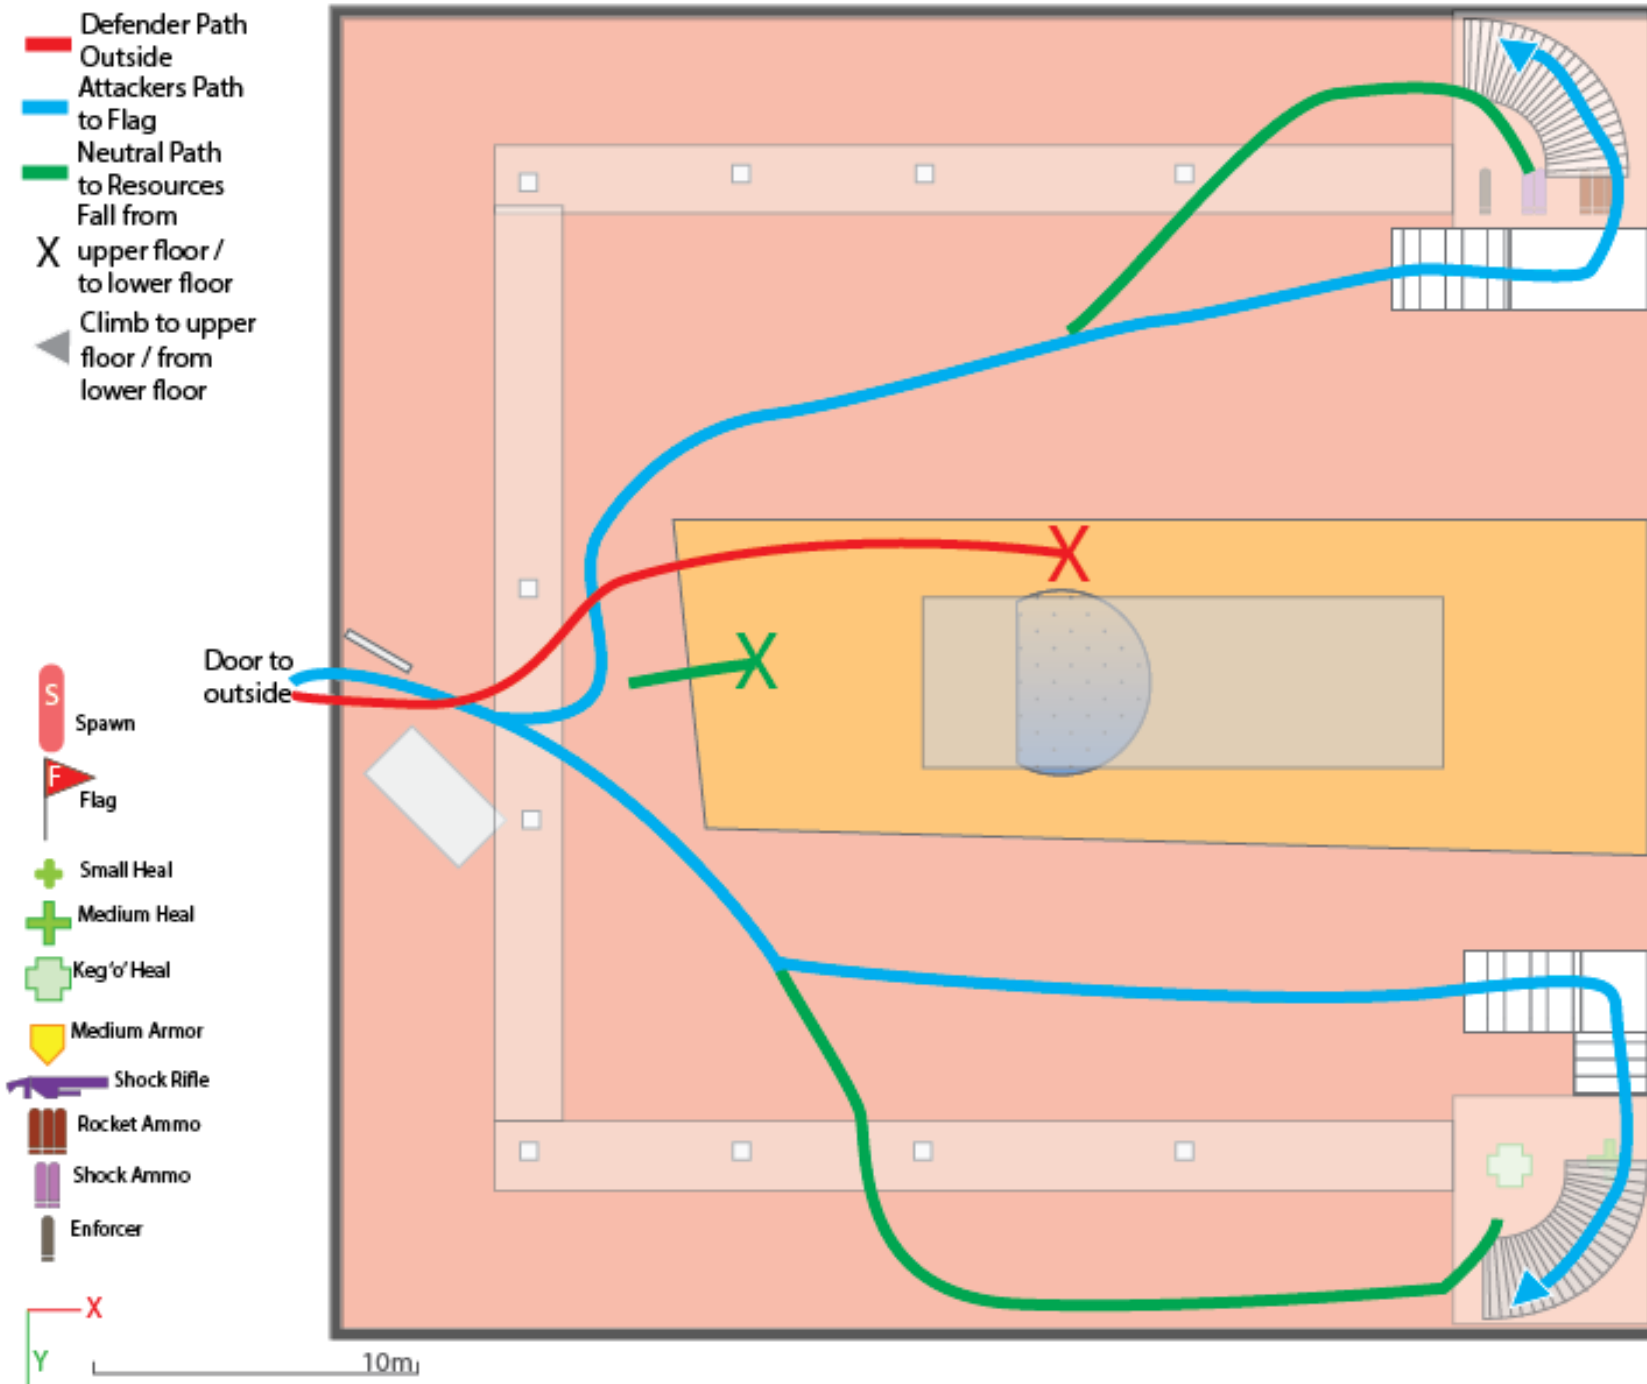 Defender Path
Outside
Attackers Path
to Flag
Neutral Path
to Resources
Fall from
X upper floor /
to lower floor
Climb to upper
floor / from
lower floor
X
X
Door to
outside
S
Spawn
F
Flag
Small Heal
Medium Heal
Keg'o' Heal
Medium Armor
Shock Rifle
Rocket Ammo
Shock Ammo
Enforcer
X
Y
10m